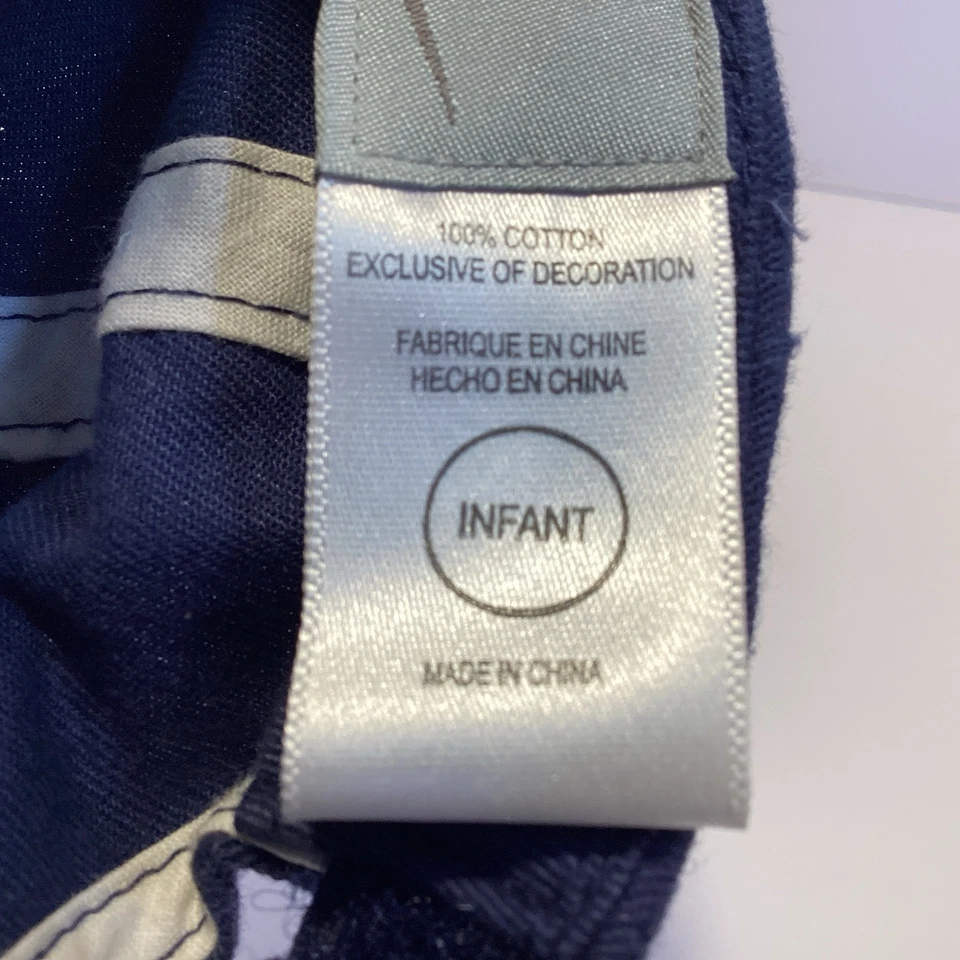 100% COTTON
EXCLUSIVE OF DECORATION
FABRIQUE EN CHINE
HECHO EN CHINA
INFANT
MADE IN CHINA